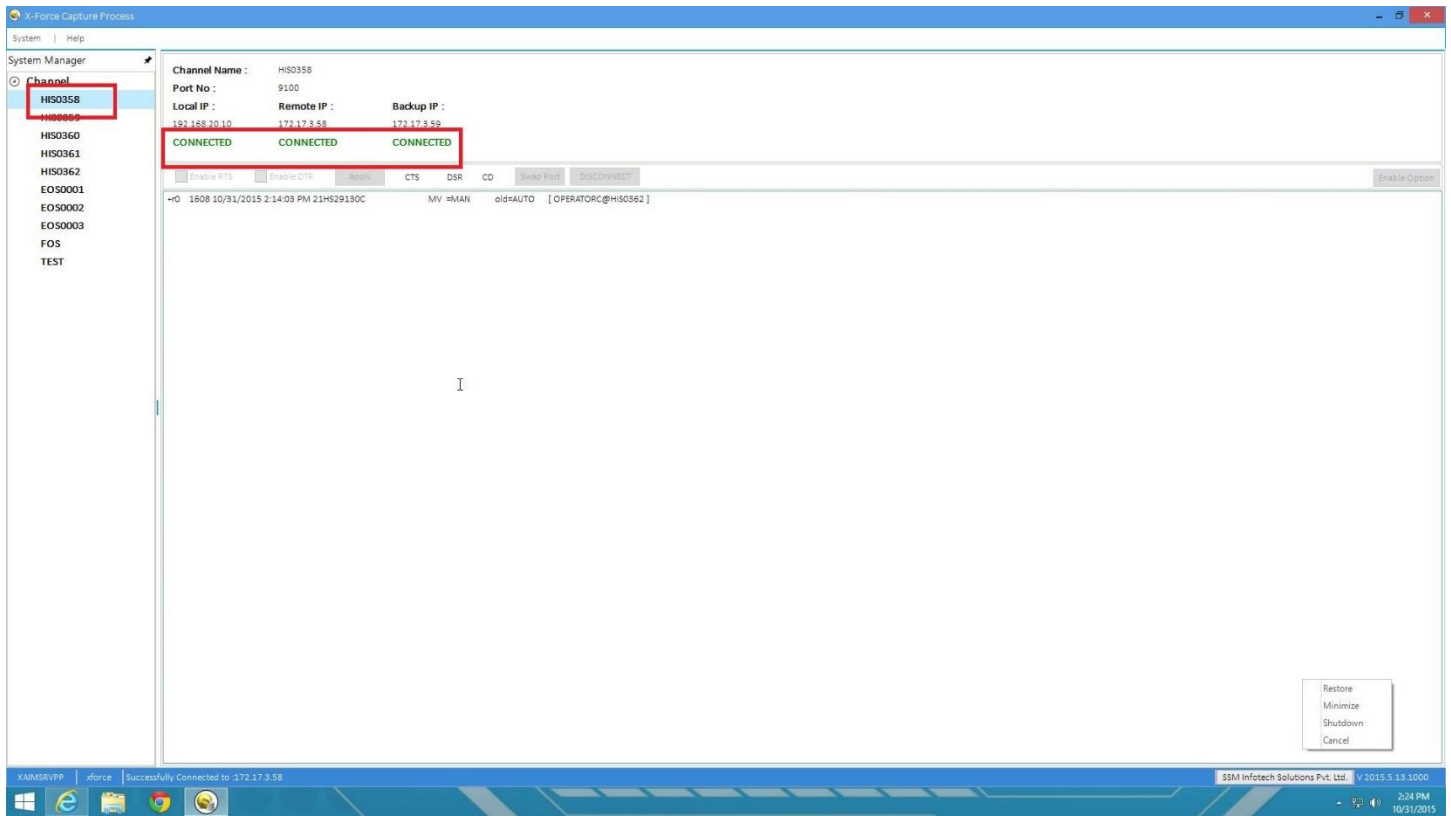 X-Force Capture Process
System | Help
System Manager
Channel
HIS0358
HIS0359
HIS0360
HIS0361
HIS0362
EOS0001
EOS0002
EOS0003
FOS
TEST
Channel Name : HIS0358
Port No : 9100
Local IP : Remote IP : Backup IP :
192.168.20.10 172.17.3.58 172.17.3.59
CONNECTED CONNECTED CONNECTED
Enable RTS Enable DTR Apply CTS DSR CD Swap Port DISCONNECT Enable Option
1608 10/31/2015 2:14:03 PM 21HS29130C MV =MAN old=AUTO [ OPERATORC@HIS0362 ]
Restore
Minimize
Shutdown
Cancel
XAIMSRVPP xforce Successfully Connected to :172.17.3.58 SSM Infotech Solutions Pvt. Ltd. V 2015.5.13.1000
2:24 PM
10/31/2015